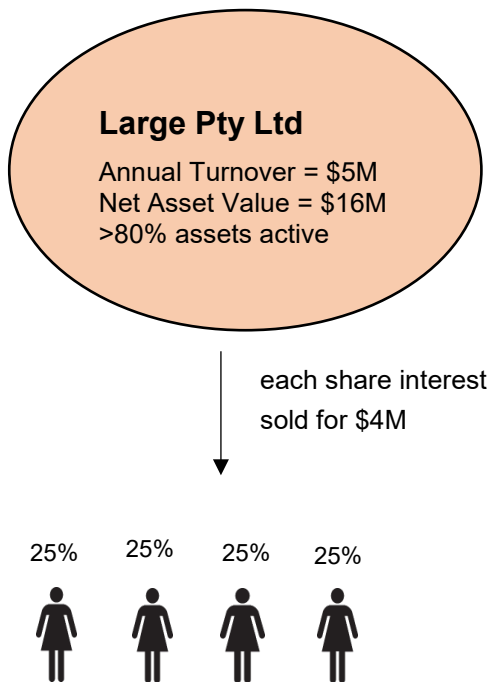 Large Pty Ltd
Annual Turnover = $5M
Net Asset Value = $16M
>80% assets active
each share interest
sold for $4M
25% 25% 25% 25%